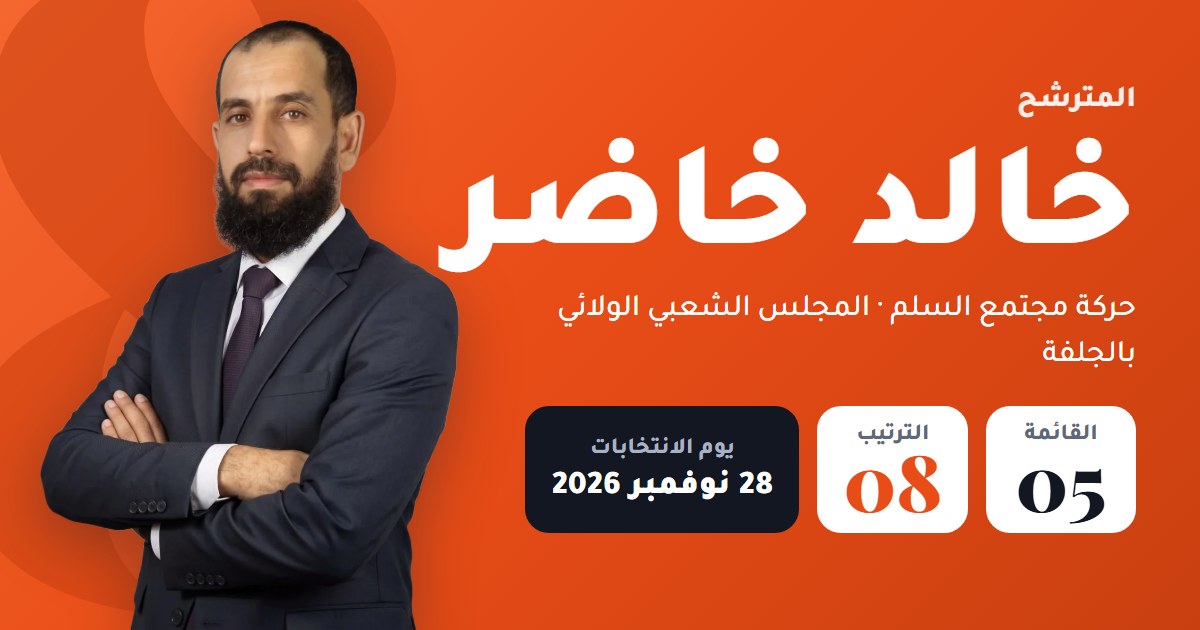 المترشح
خالد خاضر
حركة مجتمع السلم · المجلس الشعبي الولائي
بالجلفة
القائمة
05
الترتيب
08
يوم الانتخابات
28 نوفمبر 2026